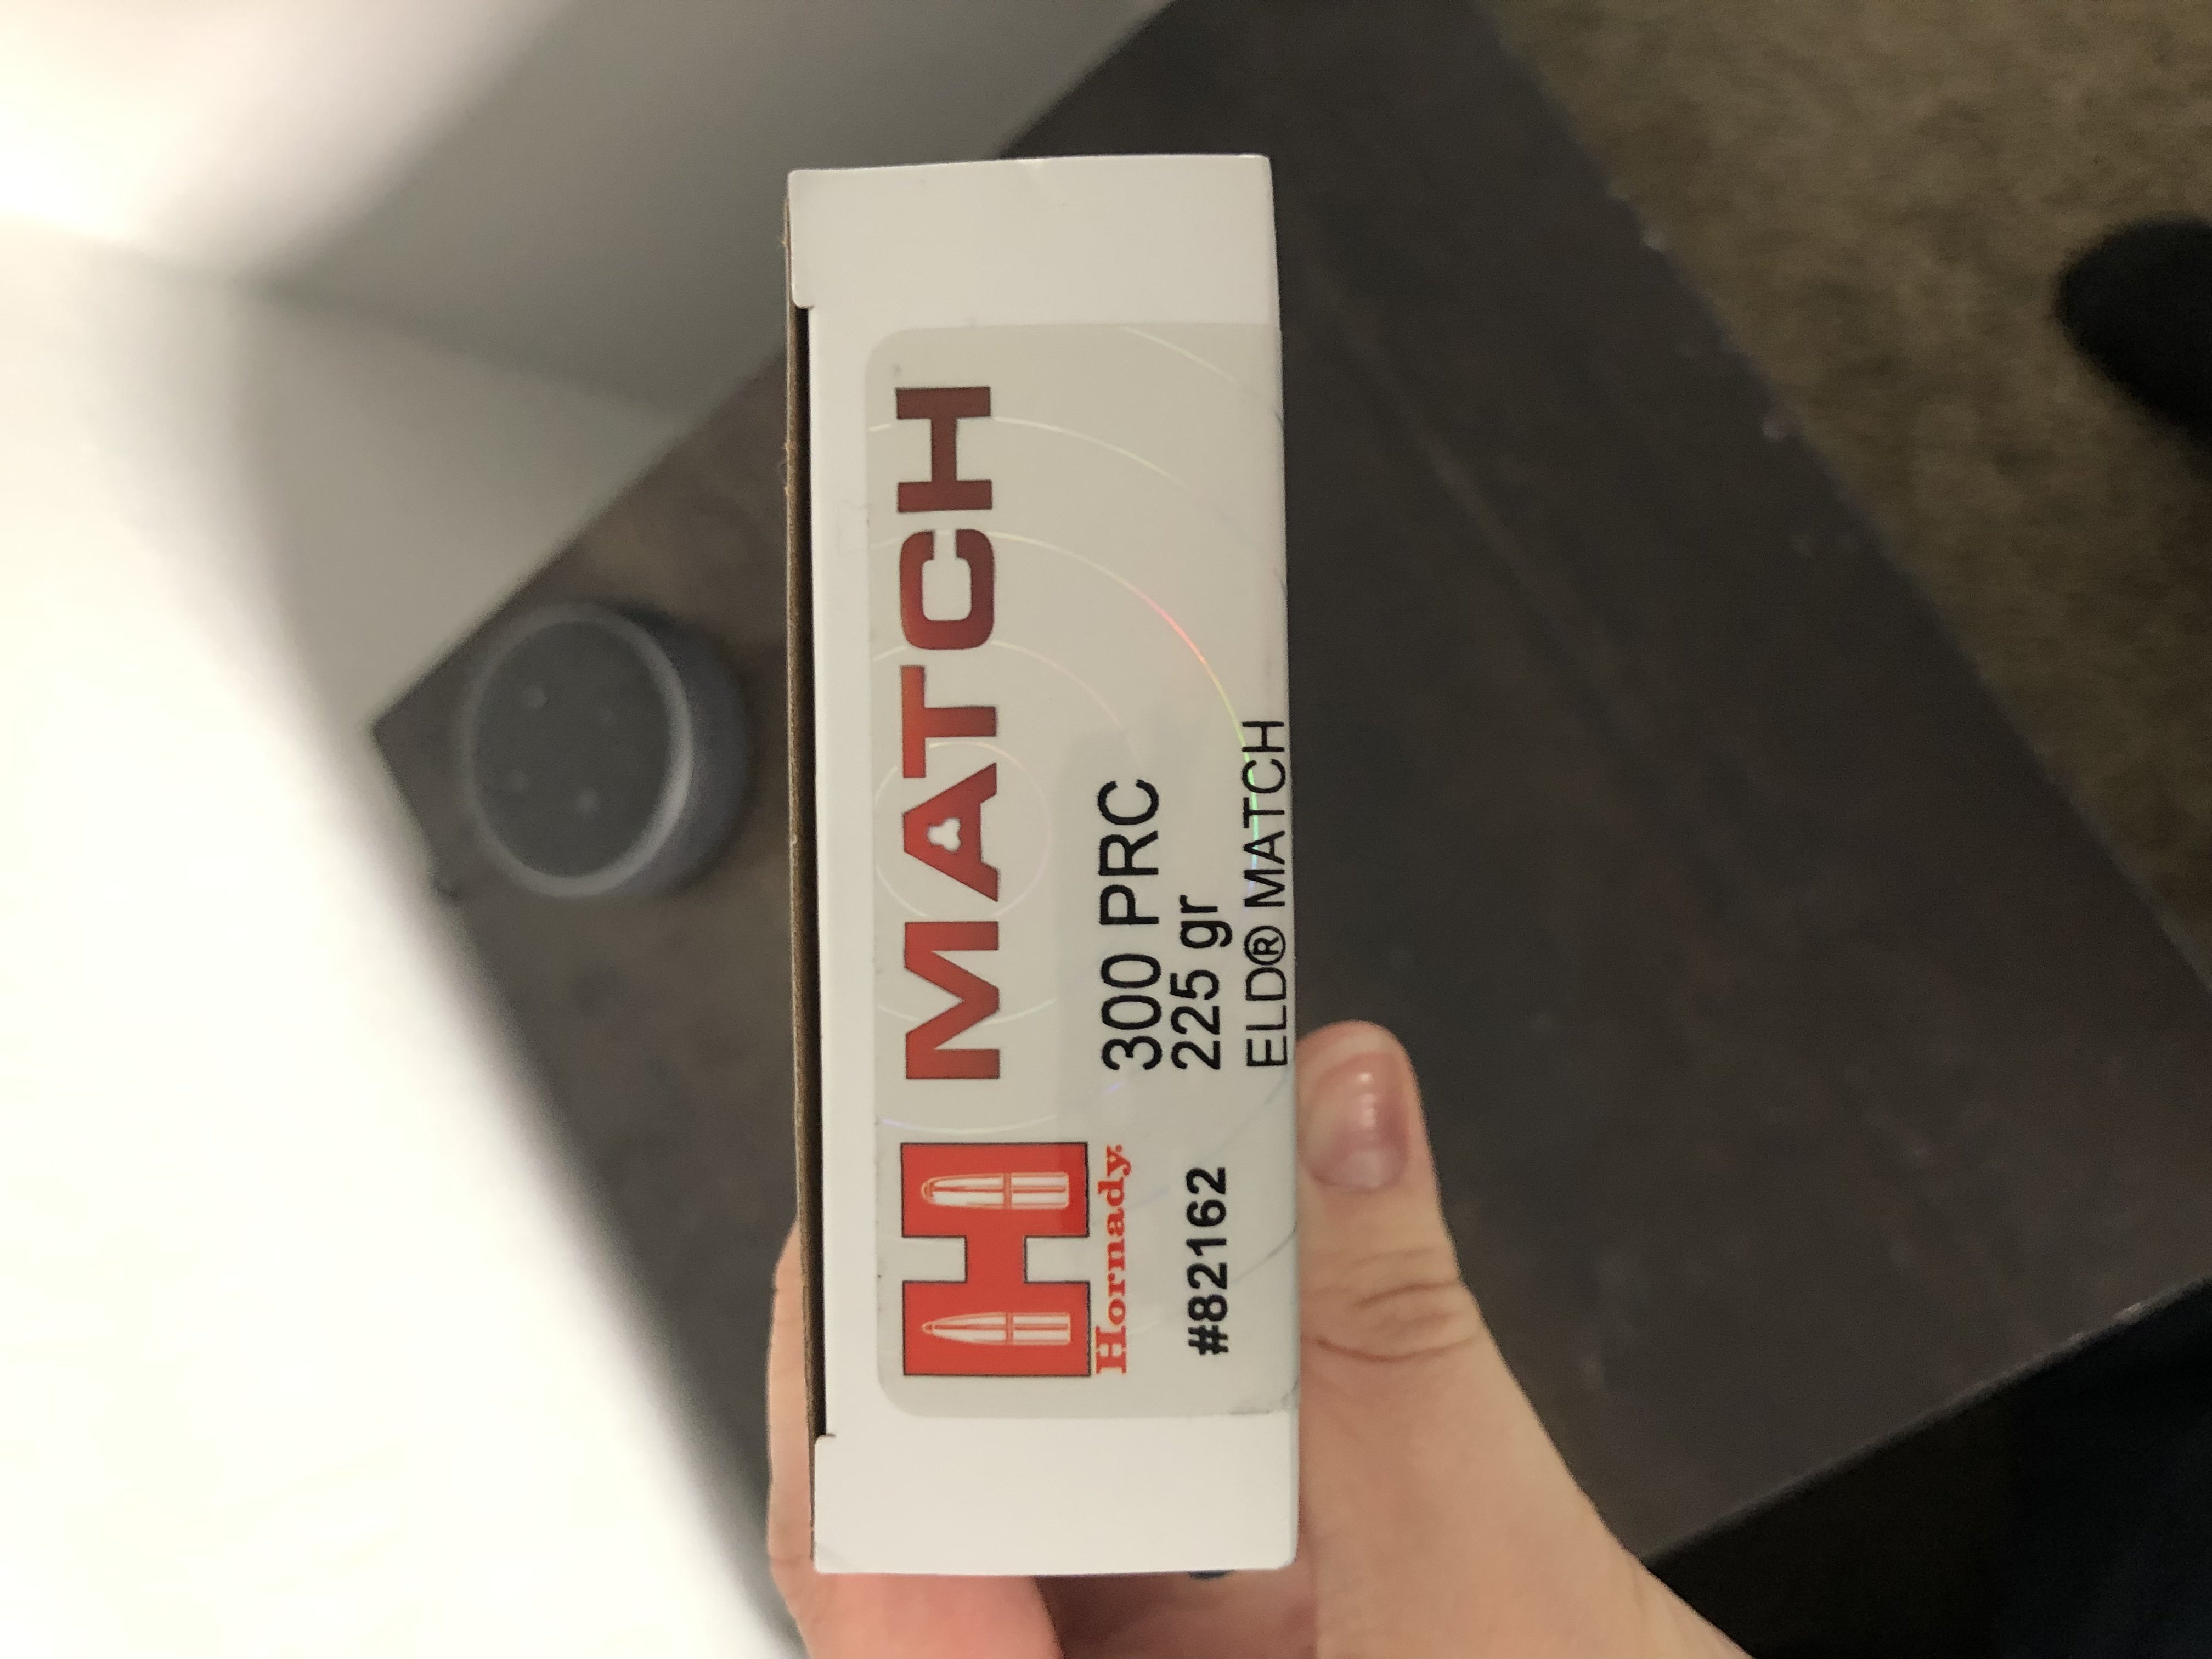 MATCH
Hornady.
300 PRC
225 gr
ELD® MATCH
#82162